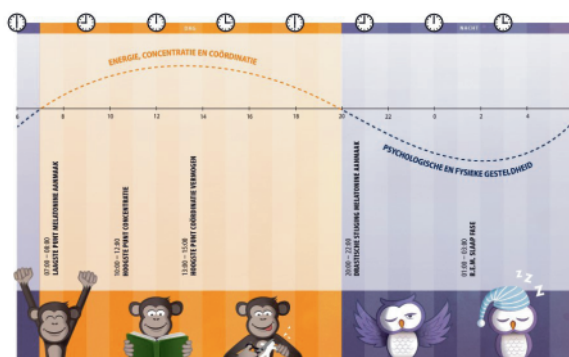 DAG
NACHT
ENERGIE, CONCENTRATIE EN COÖRDINATIE
6 8 10 12 14 16 18 20 22 0 2 4
PSYCHOLOGISCHE EN FYSIEKE GESTELDHEID
07:00 – 08:00
LAAGSTE PUNT MELATONINE AANMAAK
10:00 – 12:00
HOOGSTE PUNT CONCENTRATIE
13:00 – 15:00
HOOGSTE PUNT COÖRDINATIE VERMOGEN
20:00 – 22:00
DRASTISCHE STIJGING MELATONINE AANMAAK
01:00 – 03:00
R.E.M. SLAAP FASE
z z z